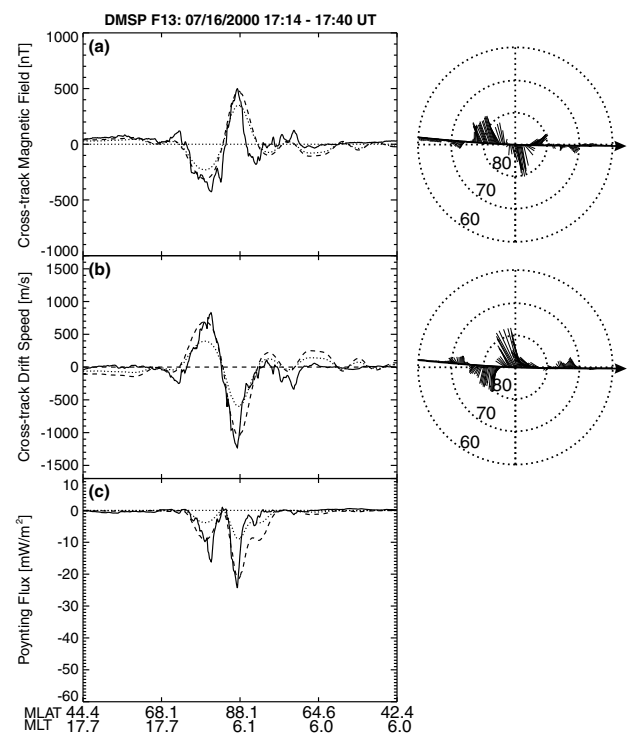 DMSP F13: 07/16/2000 17:14 - 17:40 UT
(a)
Cross-track Magnetic Field [nT]
1000
500
0
-500
-1000
80
70
60
(b)
Cross-track Drift Speed [m/s]
1500
1000
500
0
-500
-1000
-1500
80
70
60
(c)
Poynting Flux [mW/m²]
10
0
-10
-20
-30
-40
-50
-60
MLAT 44.4 68.1 88.1 64.6 42.4
MLT 17.7 17.7 6.1 6.0 6.0